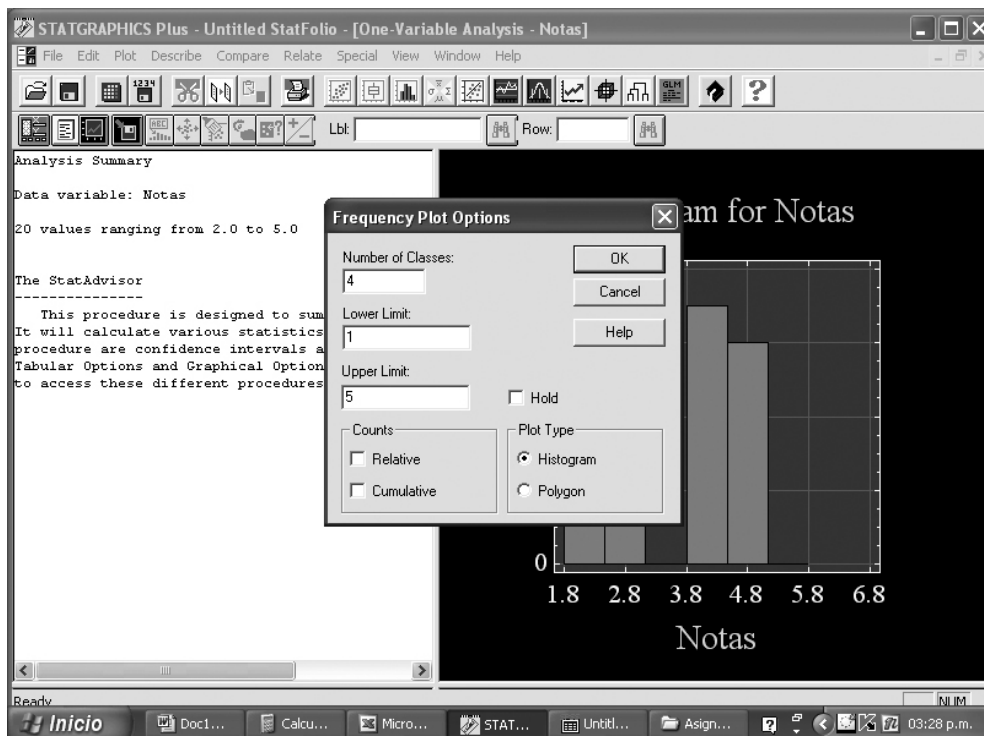 STATGRAPHICS Plus - Untitled StatFolio - [One-Variable Analysis - Notas]
File Edit Plot Describe Compare Relate Special View Window Help
Lbl: Row:
Analysis Summary
Data variable: Notas
20 values ranging from 2.0 to 5.0
The StatAdvisor
---------------
This procedure is designed to sum
It will calculate various statistics
procedure are confidence intervals a
Tabular Options and Graphical Option
to access these different procedures
am for Notas
0
1.8 2.8 3.8 4.8 5.8 6.8
Notas
Frequency Plot Options
Number of Classes:
4
Lower Limit:
1
Upper Limit:
5
OK
Cancel
Help
Hold
Counts
Relative
Cumulative
Plot Type
Histogram
Polygon
Ready
NUM
Inicio Doc1... Calcu... Micro... STAT... Untitl... Asign... 03:28 p.m.